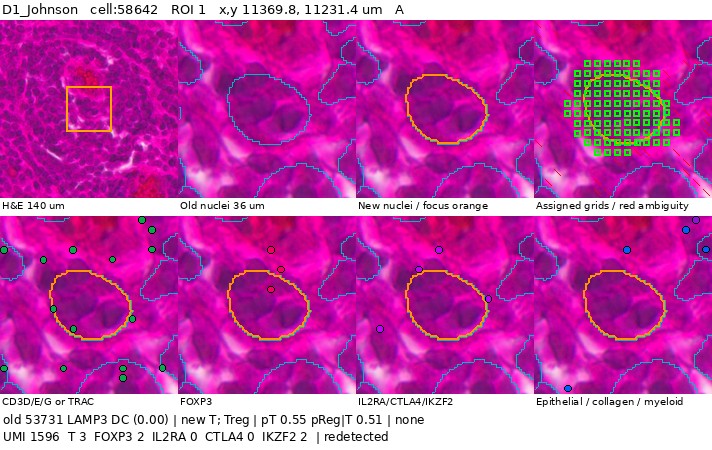 D1_Johnson cell:58642 ROI 1 x,y 11369.8, 11231.4 um A
H&E 140 um
Old nuclei 36 um
New nuclei / focus orange
Assigned grids / red ambiguity
CD3D/E/G or TRAC
FOXP3
IL2RA/CTLA4/IKZF2
Epithelial / collagen / myeloid
old 53731 LAMP3 DC (0.00) | new T; Treg | pT 0.55 pReg|T 0.51 | none
UMI 1596 T 3 FOXP3 2 IL2RA 0 CTLA4 0 IKZF2 2 | redetected